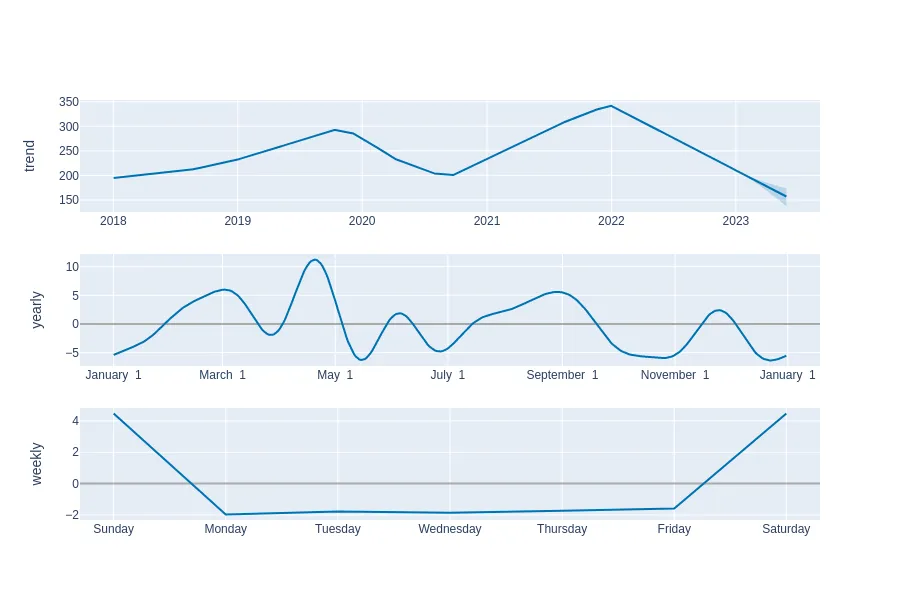 trend
350
300
250
200
150
2018 2019 2020 2021 2022 2023
yearly
10
5
0
−5
January 1 March 1 May 1 July 1 September 1 November 1 January 1
weekly
4
2
0
−2
Sunday Monday Tuesday Wednesday Thursday Friday Saturday